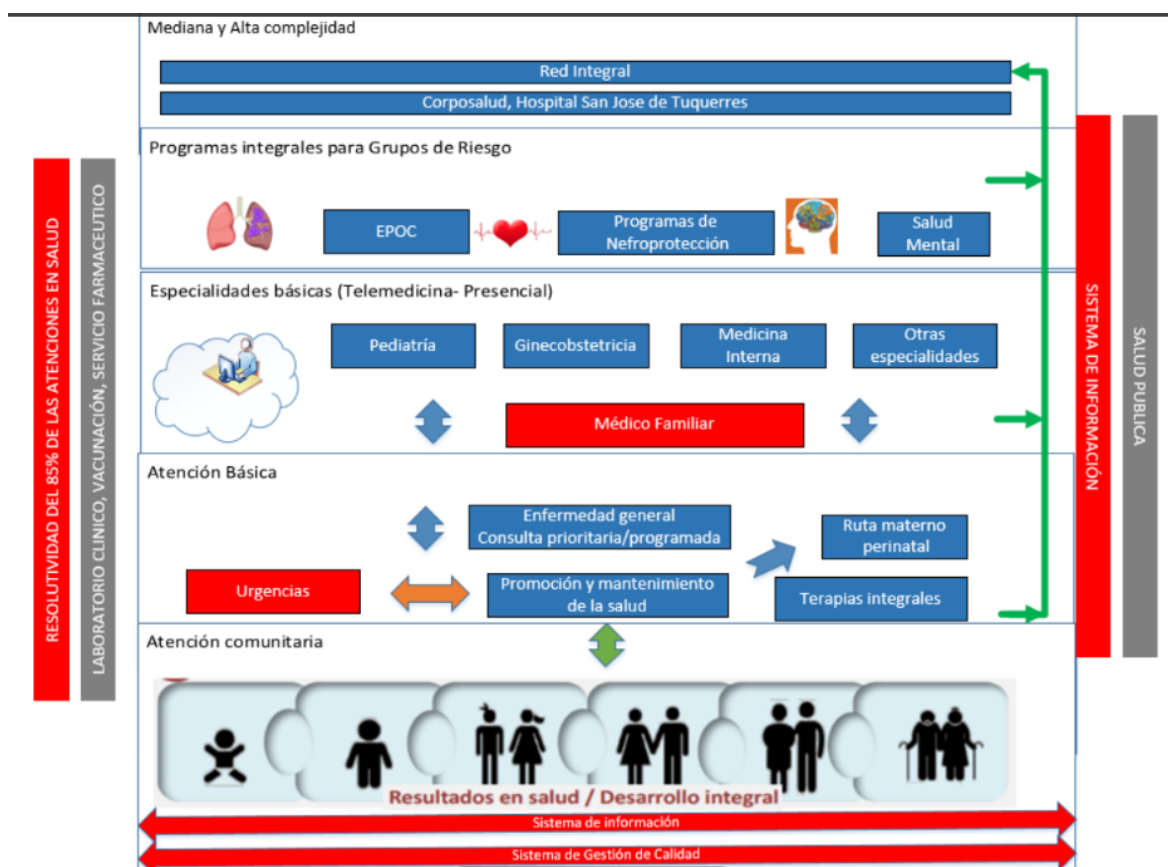 Mediana y Alta complejidad
Red Integral
Corposalud, Hospital San Jose de Tuquerres
Programas integrales para Grupos de Riesgo
EPOC
Programas de
Nefroprotección
Salud
Mental
Especialidades básicas (Telemedicina- Presencial)
Pediatría
Ginecobstetricia
Medicina
Interna
Otras
especialidades
Médico Familiar
Atención Básica
Enfermedad general
Consulta prioritaria/programada
Ruta materno
perinatal
Urgencias
Promoción y mantenimiento
de la salud
Terapias integrales
Atención comunitaria
Resultados en salud / Desarrollo integral
Sistema de información
Sistema de Gestión de Calidad
RESOLUTIVIDAD DEL 85% DE LAS ATENCIONES EN SALUD
LABORATORIO CLINICO, VACUNACIÓN, SERVICIO FARMACEUTICO
SISTEMA DE INFORMACIÓN
SALUD PUBLICA